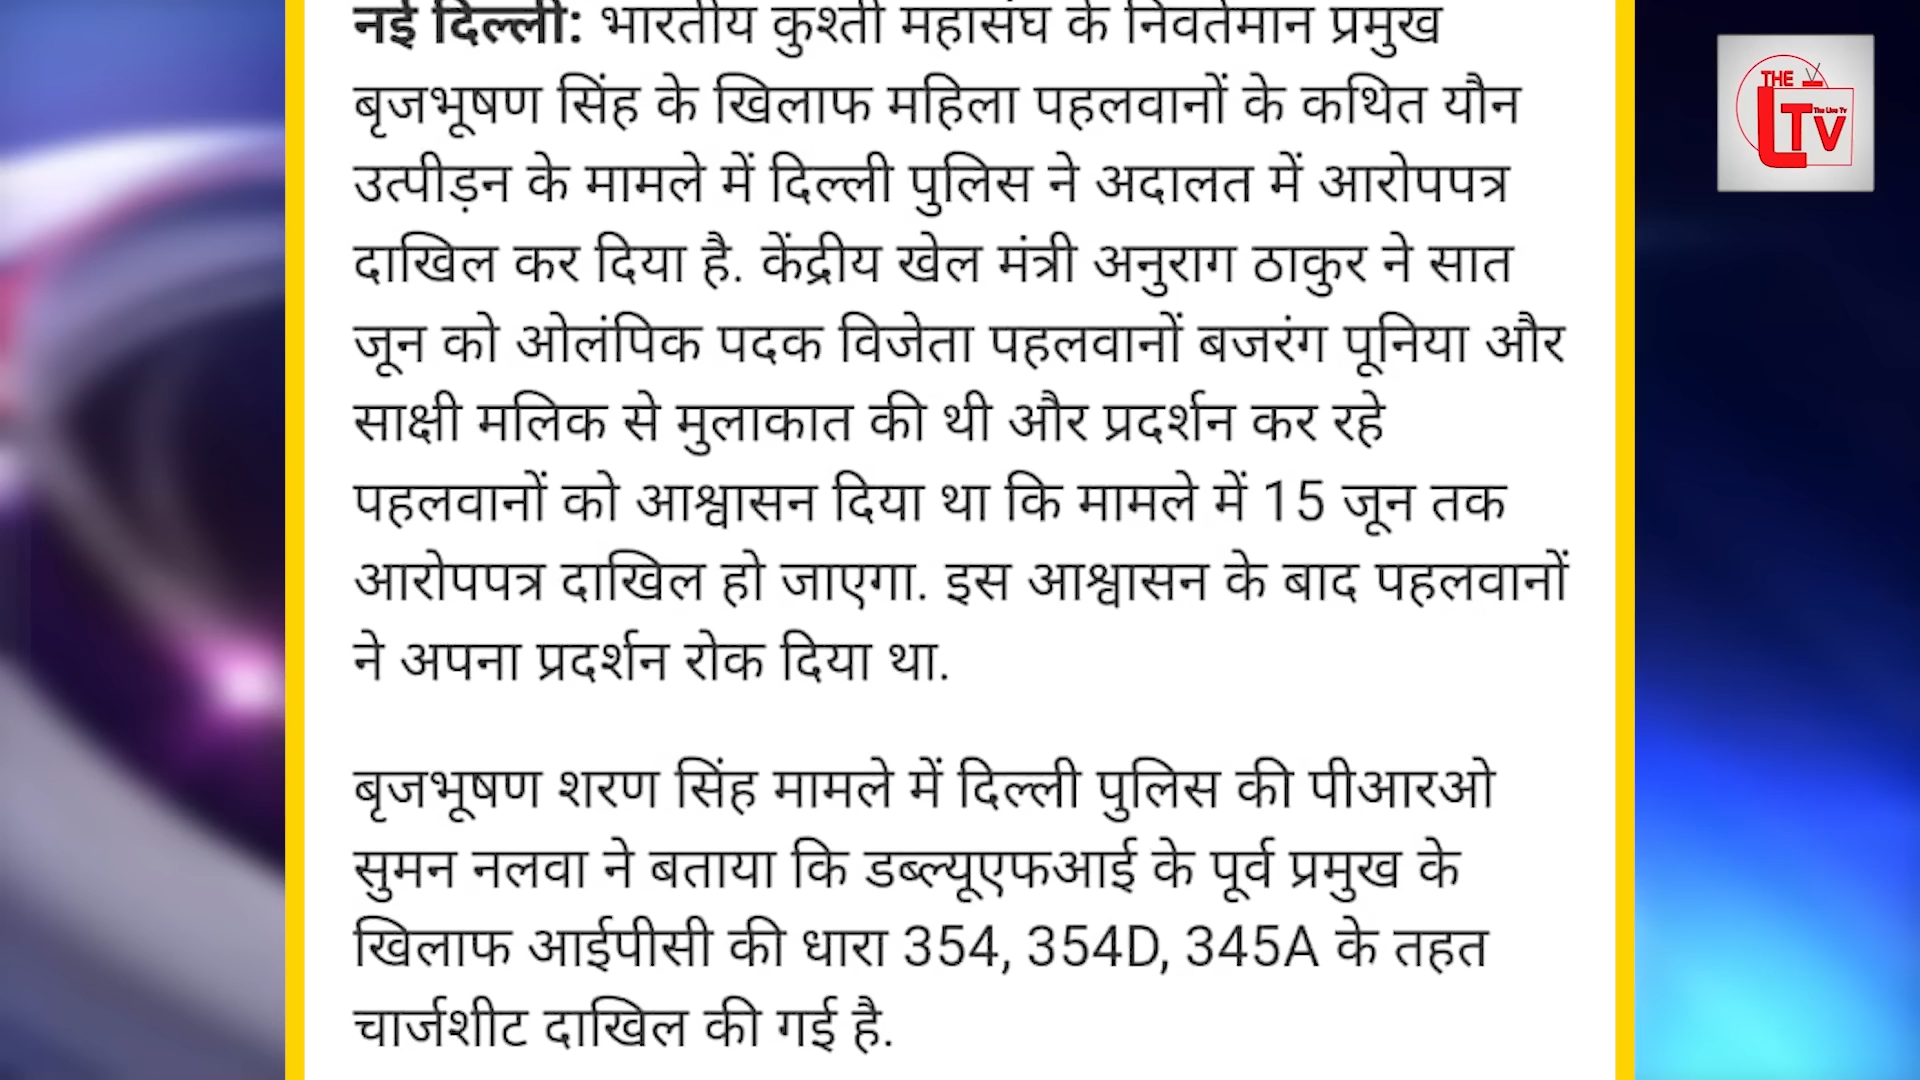 नई दिल्ली: भारतीय कुश्ती महासंघ के निवर्तमान प्रमुख
बृजभूषण सिंह के खिलाफ महिला पहलवानों के कथित यौन
उत्पीड़न के मामले में दिल्ली पुलिस ने अदालत में आरोपपत्र
दाखिल कर दिया है. केंद्रीय खेल मंत्री अनुराग ठाकुर ने सात
जून को ओलंपिक पदक विजेता पहलवानों बजरंग पूनिया और
साक्षी मलिक से मुलाकात की थी और प्रदर्शन कर रहे
पहलवानों को आश्वासन दिया था कि मामले में 15 जून तक
आरोपपत्र दाखिल हो जाएगा. इस आश्वासन के बाद पहलवानों
ने अपना प्रदर्शन रोक दिया था.
बृजभूषण शरण सिंह मामले में दिल्ली पुलिस की पीआरओ
सुमन नलवा ने बताया कि डब्ल्यूएफआई के पूर्व प्रमुख के
खिलाफ आईपीसी की धारा 354, 354D, 345A के तहत
चार्जशीट दाखिल की गई है.
THE
LTV
The Live Tv